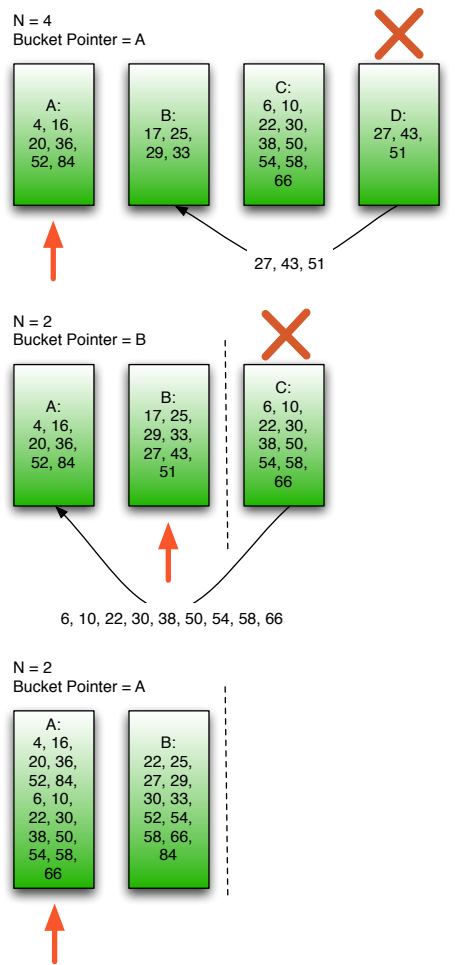 N = 4
Bucket Pointer = A
A:
4, 16,
20, 36,
52, 84
B:
17, 25,
29, 33
C:
6, 10,
22, 30,
38, 50,
54, 58,
66
D:
27, 43,
51
27, 43, 51
N = 2
Bucket Pointer = B
A:
4, 16,
20, 36,
52, 84
B:
17, 25,
29, 33,
27, 43,
51
C:
6, 10,
22, 30,
38, 50,
54, 58,
66
6, 10, 22, 30, 38, 50, 54, 58, 66
N = 2
Bucket Pointer = A
A:
4, 16,
20, 36,
52, 84,
6, 10,
22, 30,
38, 50,
54, 58,
66
B:
22, 25,
27, 29,
30, 33,
52, 54,
58, 66,
84